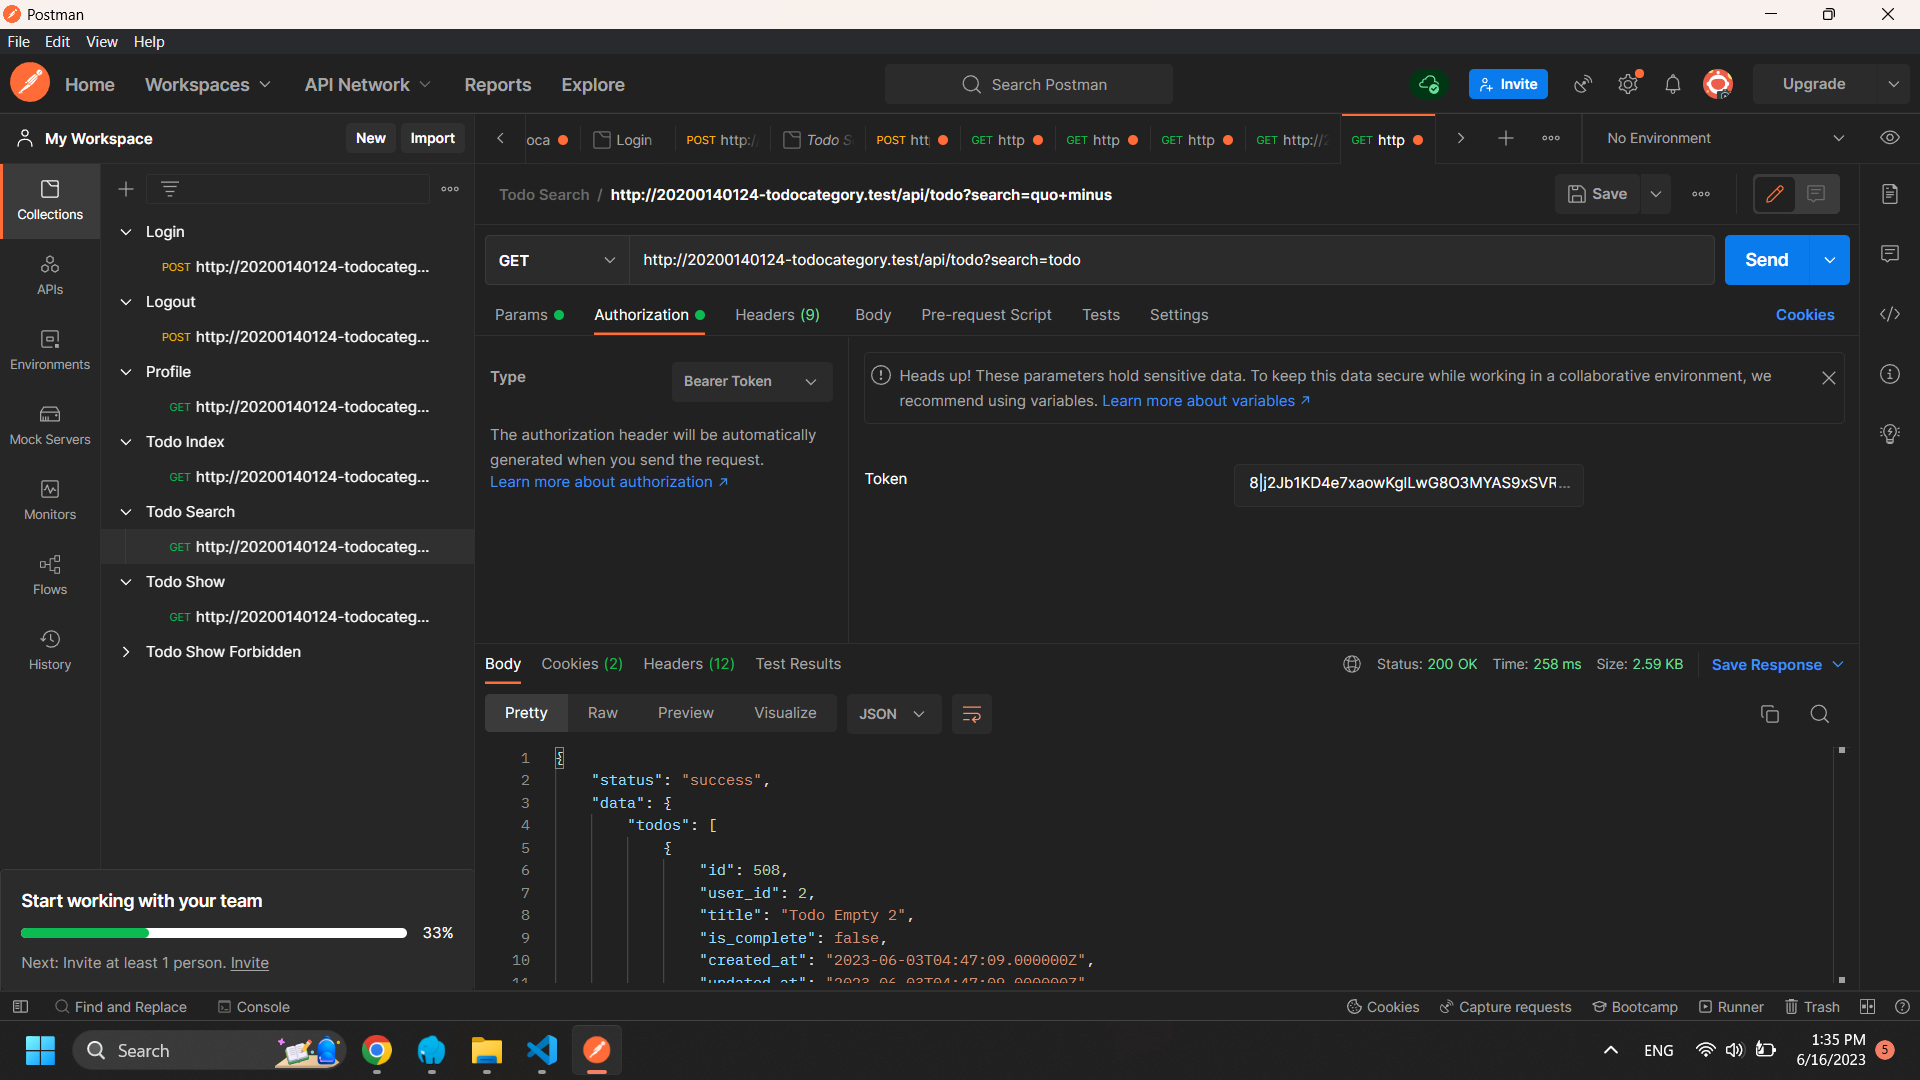 Postman
File Edit View Help
Home Workspaces API Network Reports Explore Search Postman Invite Upgrade
My Workspace New Import oca Login POST http:/ Todo S POST htt GET http GET http GET http GET http:// GET http No Environment
Todo Search / http://20200140124-todocategory.test/api/todo?search=quo+minus Save
Collections
APIs
Environments
Mock Servers
Monitors
Flows
History
Login
POST http://20200140124-todocateg...
Logout
POST http://20200140124-todocateg...
Profile
GET http://20200140124-todocateg...
Todo Index
GET http://20200140124-todocateg...
Todo Search
GET http://20200140124-todocateg...
Todo Show
GET http://20200140124-todocateg...
Todo Show Forbidden
Start working with your team
33%
Next: Invite at least 1 person. Invite
GET http://20200140124-todocategory.test/api/todo?search=todo Send
Params Authorization Headers (9) Body Pre-request Script Tests Settings Cookies
Type Bearer Token
The authorization header will be automatically
generated when you send the request.
Learn more about authorization ↗
Heads up! These parameters hold sensitive data. To keep this data secure while working in a collaborative environment, we
recommend using variables. Learn more about variables ↗
Token 8|j2Jb1KD4e7xaowKglLwG8O3MYAS9xSVR...
Body Cookies (2) Headers (12) Test Results Status: 200 OK Time: 258 ms Size: 2.59 KB Save Response
Pretty Raw Preview Visualize JSON
1 {
2 "status": "success",
3 "data": {
4 "todos": [
5 {
6 "id": 508,
7 "user_id": 2,
8 "title": "Todo Empty 2",
9 "is_complete": false,
10 "created_at": "2023-06-03T04:47:09.000000Z",
11 "updated_at": "2023-06-03T04:47:09.000000Z"
Find and Replace Console Cookies Capture requests Bootcamp Runner Trash
Search ENG 1:35 PM
6/16/2023 5